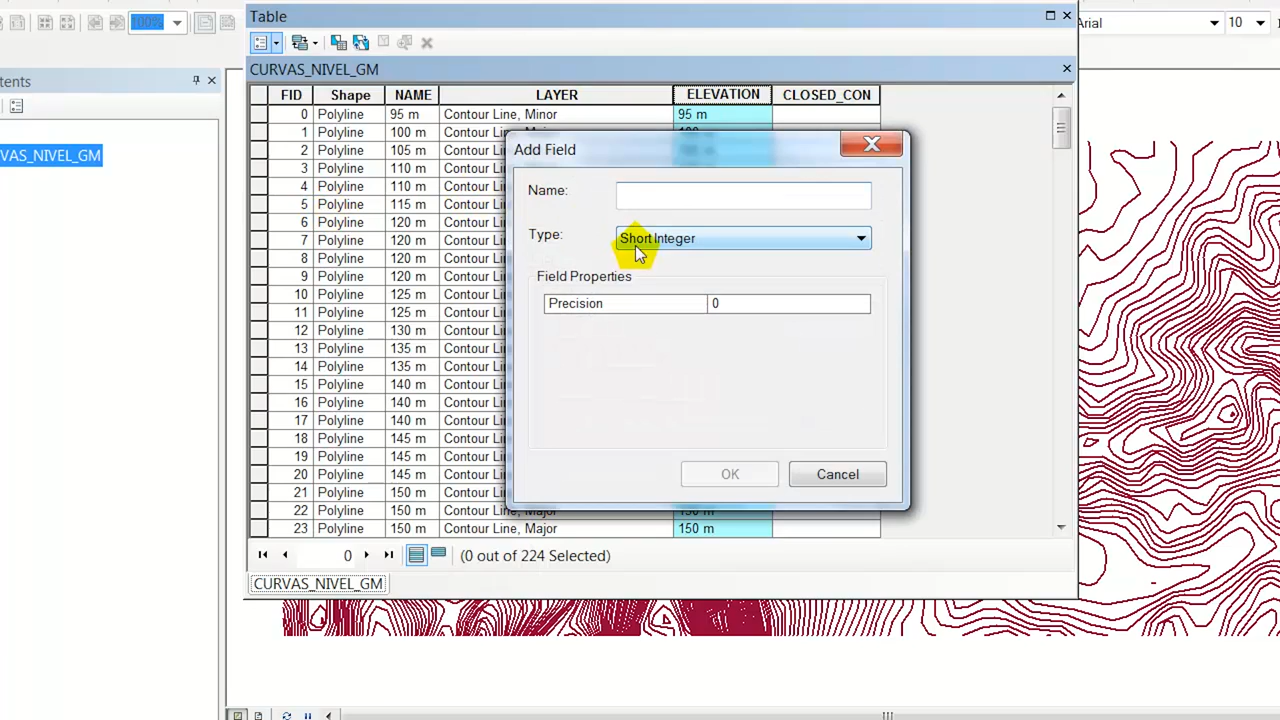 Table
100%
Arial
10
tents
CURVAS_NIVEL_GM
VAS_NIVEL_GM
FID Shape NAME LAYER ELEVATION CLOSED_CON
0 Polyline 95 m Contour Line, Minor 95 m
1 Polyline 100 m Contour Line, Major
2 Polyline 105 m Contour Li
3 Polyline 110 m Contour Li
4 Polyline 110 m Contour Li
5 Polyline 115 m Contour Li
6 Polyline 120 m Contour Li
7 Polyline 120 m Contour Li
8 Polyline 120 m Contour Li
9 Polyline 120 m Contour Li
10 Polyline 125 m Contour Li
11 Polyline 125 m Contour Li
12 Polyline 130 m Contour Li
13 Polyline 135 m Contour Li
14 Polyline 135 m Contour Li
15 Polyline 140 m Contour Li
16 Polyline 140 m Contour Li
17 Polyline 140 m Contour Li
18 Polyline 145 m Contour Li
19 Polyline 145 m Contour Li
20 Polyline 145 m Contour Li
21 Polyline 150 m Contour Li
22 Polyline 150 m Contour Line, Major 150 m
23 Polyline 150 m Contour Line, Major 150 m
Add Field
Name:
Type: Short Integer
Field Properties
Precision 0
OK Cancel
0 (0 out of 224 Selected)
CURVAS_NIVEL_GM